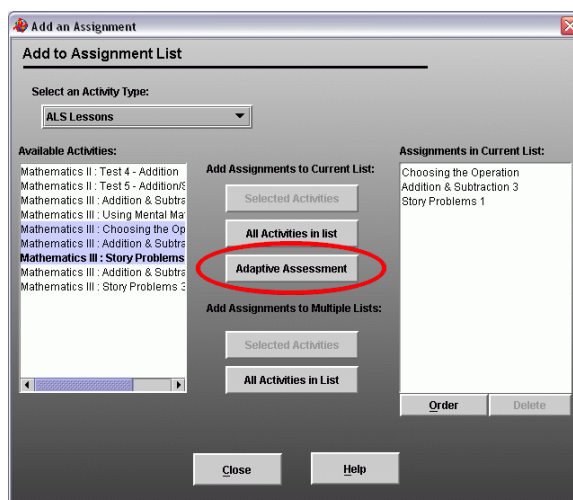 Add an Assignment
Add to Assignment List
Select an Activity Type:
ALS Lessons
Available Activities:
Mathematics II : Test 4 - Addition
Mathematics II : Test 5 - Addition/S
Mathematics III : Addition & Subtra
Mathematics III : Using Mental Ma
Mathematics III : Choosing the Op
Mathematics III : Addition & Subtra
Mathematics III : Story Problems
Mathematics III : Addition & Subtra
Mathematics III : Story Problems 3
Add Assignments to Current List:
Selected Activities
All Activities in list
Adaptive Assessment
Add Assignments to Multiple Lists:
Selected Activities
All Activities in List
Assignments in Current List:
Choosing the Operation
Addition & Subtraction 3
Story Problems 1
Order
Delete
Close
Help